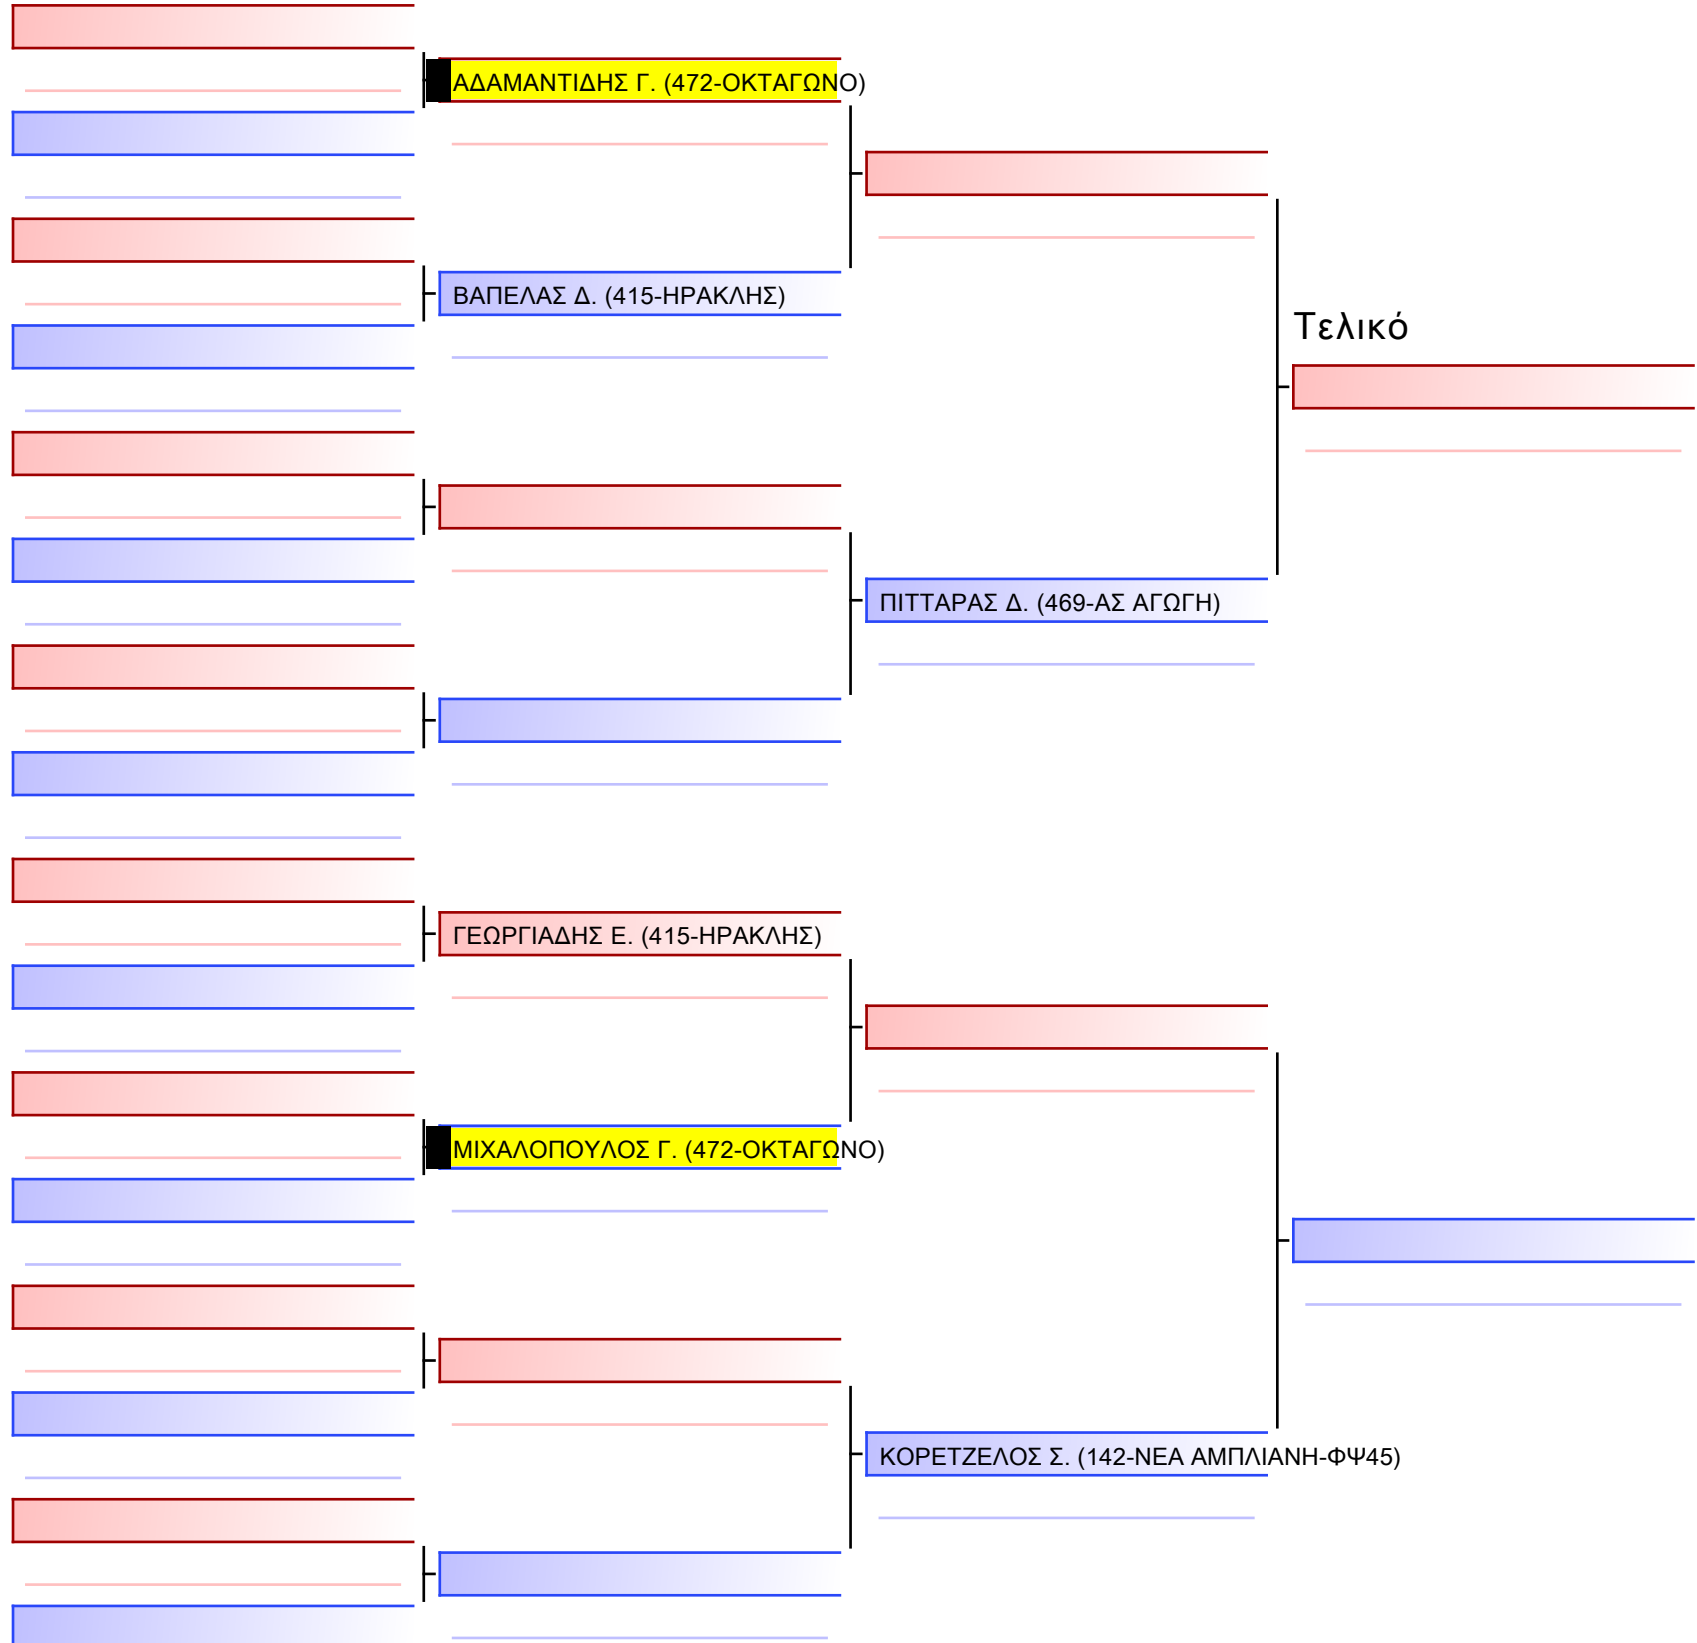 ΑΔΑΜΑΝΤΙΔΗΣ Γ. (472-ΟΚΤΑΓΩΝΟ)
ΒΑΠΕΛΑΣ Δ. (415-ΗΡΑΚΛΗΣ)
Τελικό
ΠΙΤΤΑΡΑΣ Δ. (469-ΑΣ ΑΓΩΓΗ)
ΓΕΩΡΓΙΑΔΗΣ Ε. (415-ΗΡΑΚΛΗΣ)
ΜΙΧΑΛΟΠΟΥΛΟΣ Γ. (472-ΟΚΤΑΓΩΝΟ)
ΚΟΡΕΤΖΕΛΟΣ Σ. (142-ΝΕΑ ΑΜΠΛΙΑΝΗ-ΦΨ45)